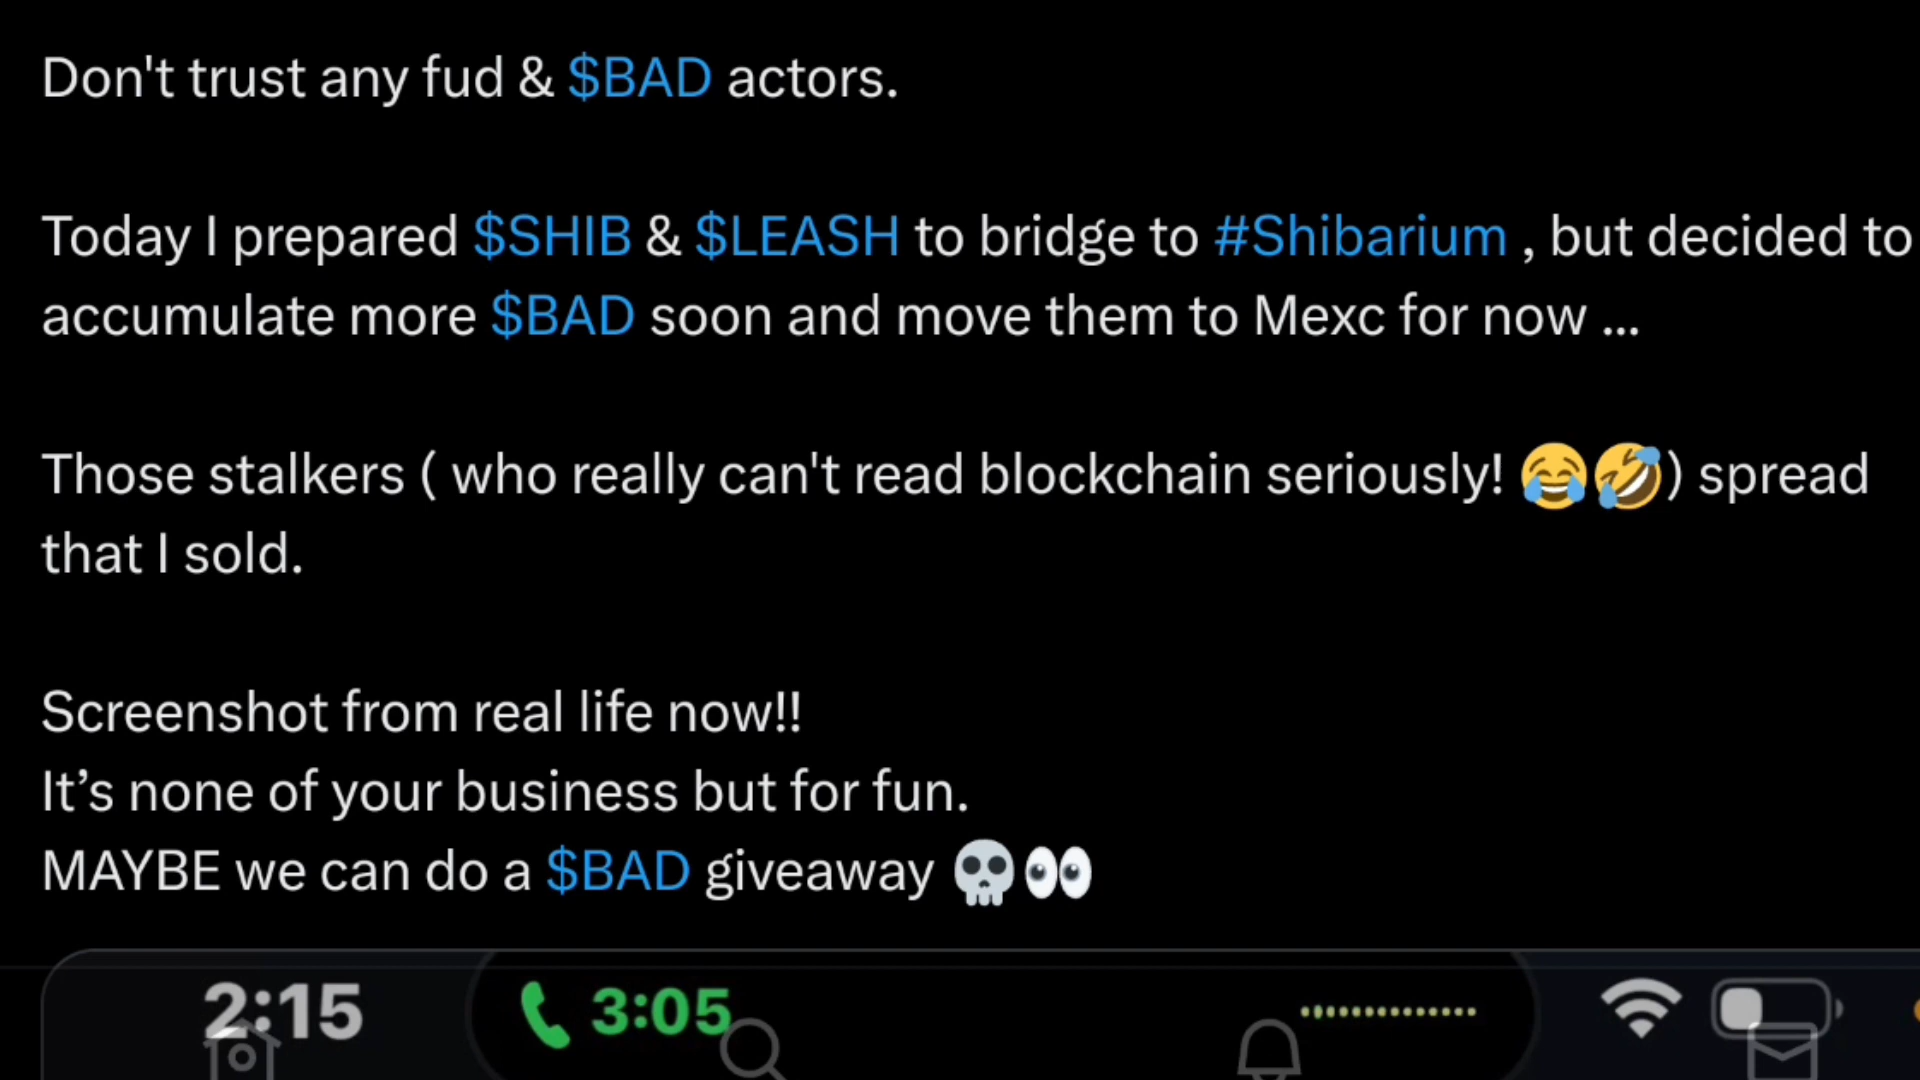 Don't trust any fud & $BAD actors.
Today I prepared $SHIB & $LEASH to bridge to #Shibarium , but decided to
accumulate more $BAD soon and move them to Mexc for now ...
Those stalkers ( who really can't read blockchain seriously! 😂🤣) spread
that I sold.
Screenshot from real life now!!
It’s none of your business but for fun.
MAYBE we can do a $BAD giveaway 💀👀
2:15 3:05